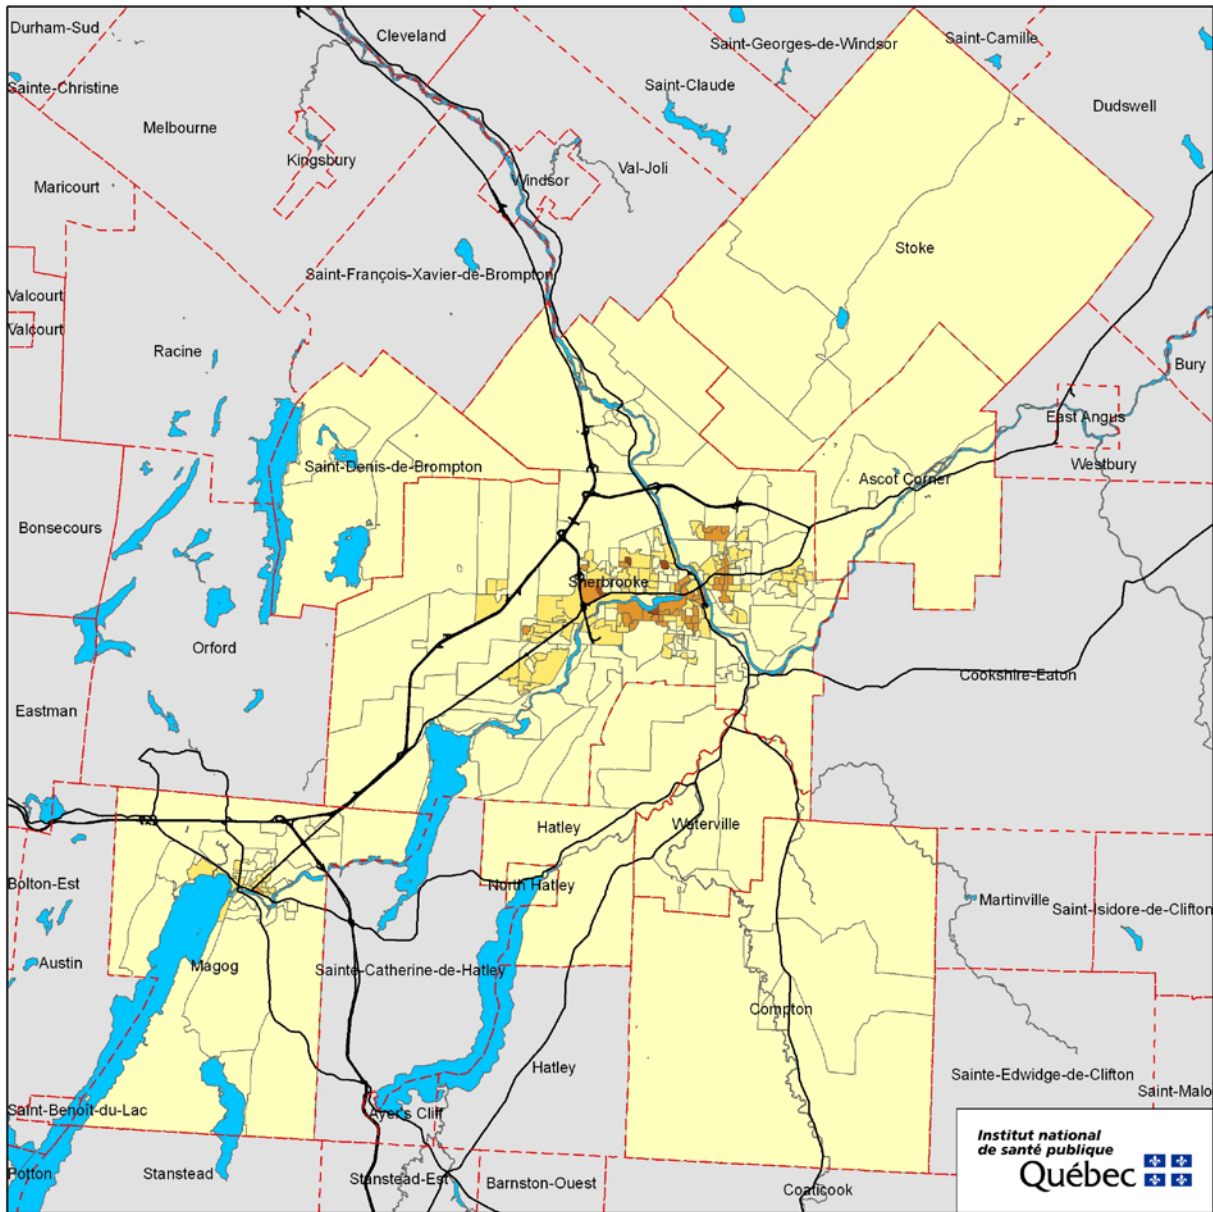 Durham-Sud
Cleveland
Saint-Georges-de-Windsor
Saint-Camille
Sainte-Christine
Saint-Claude
Dudswell
Melbourne
Kingsbury
Windsor
Val-Joli
Maricourt
Stoke
Saint-François-Xavier-de-Brompton
Valcourt
Valcourt
Racine
Bury
East Angus
Saint-Denis-de-Brompton
Westbury
Ascot Corner
Bonsecours
Sherbrooke
Orford
Cookshire-Eaton
Eastman
Hatley
Waterville
Bolton-Est
North Hatley
Martinville
Saint-Isidore-de-Clifton
Austin
Magog
Sainte-Catherine-de-Hatley
Compton
Hatley
Sainte-Edwidge-de-Clifton
Saint-Malo
Saint-Benoît-du-Lac
Ayer's Cliff
Potton
Stanstead
Stanstead-Est
Barnston-Ouest
Coaticook
Institut national
de santé publique
Québec